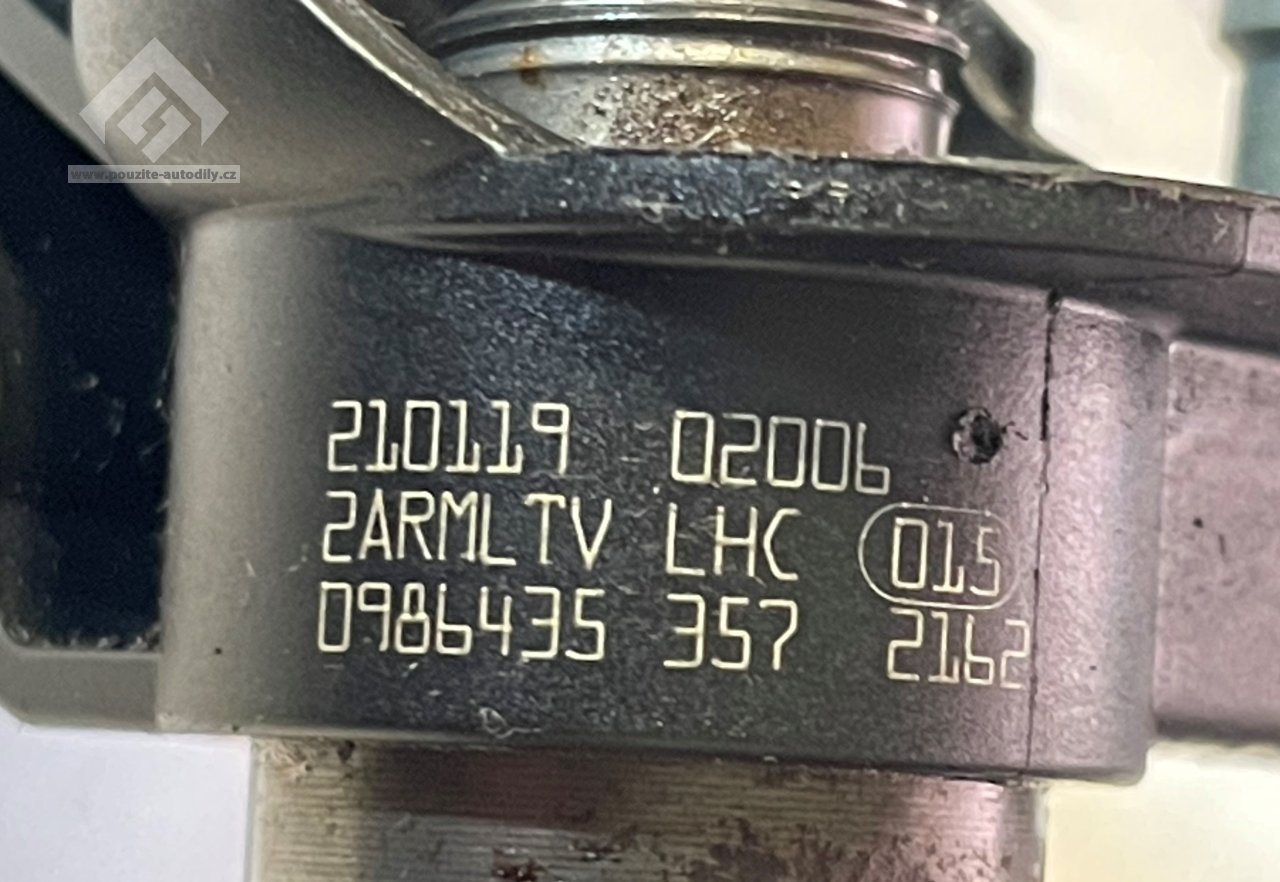 www.pouzite-autodily.cz
210119 02006
2ARMLTV LHC 015
0986435 357 2162